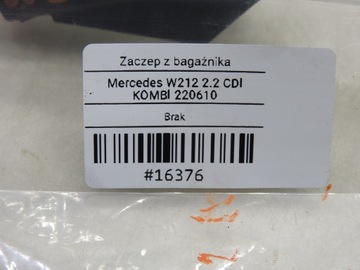 Zaczep z bagażnika
Mercedes W212 2.2 CDI
KOMBI 220610
Brak
#16376